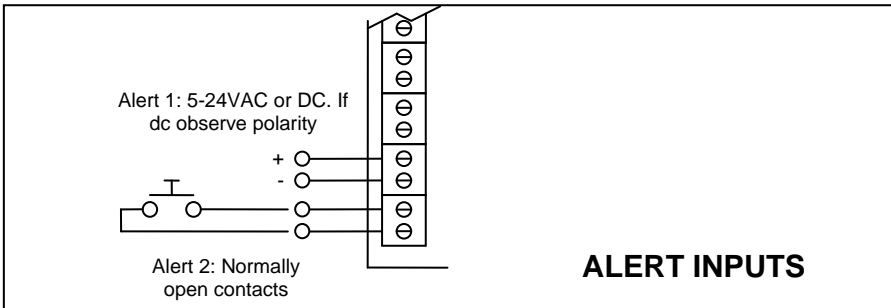 Alert 1: 5-24VAC or DC. If
dc observe polarity
+
-
Alert 2: Normally
open contacts
ALERT INPUTS